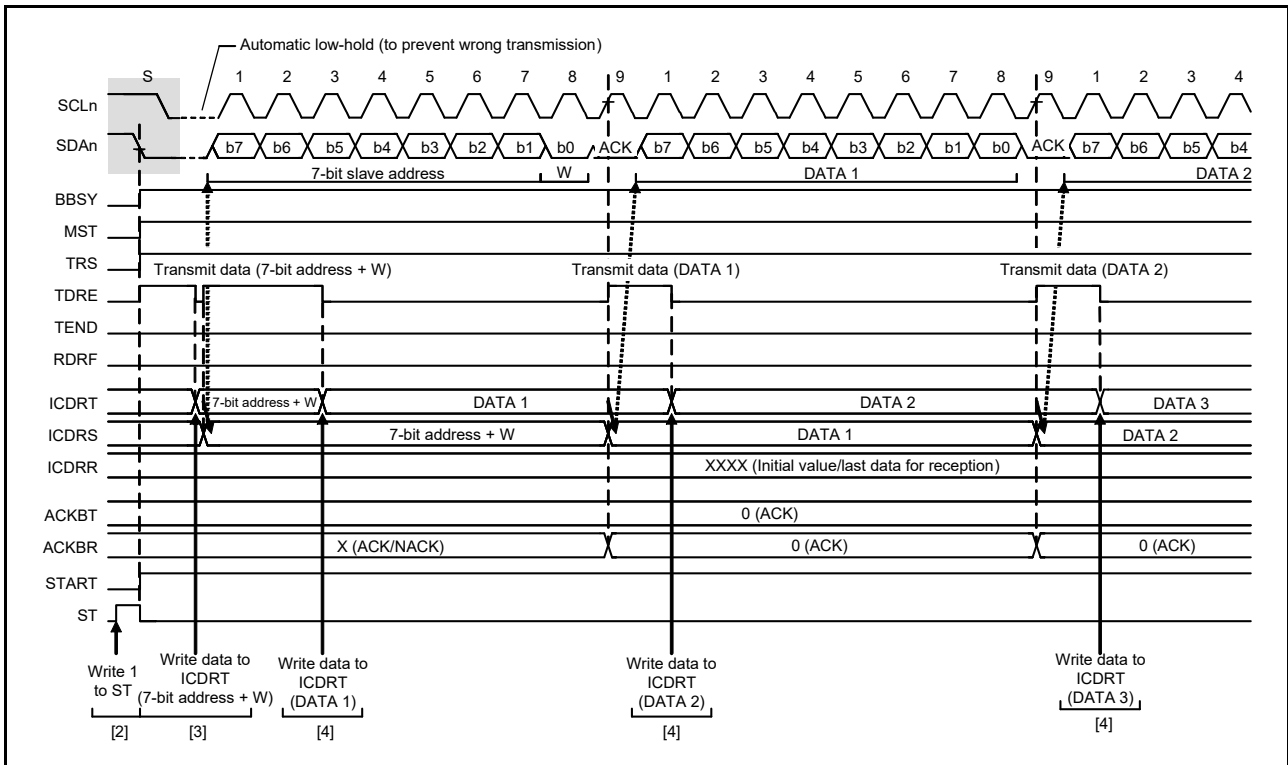 Automatic low-hold (to prevent wrong transmission)
S 1 2 3 4 5 6 7 8 9 1 2 3 4 5 6 7 8 9 1 2 3 4
SCLn
SDAn b7 b6 b5 b4 b3 b2 b1 b0 ACK b7 b6 b5 b4 b3 b2 b1 b0 ACK b7 b6 b5 b4
7-bit slave address W DATA 1 DATA 2
BBSY
MST
TRS
Transmit data (7-bit address + W) Transmit data (DATA 1) Transmit data (DATA 2)
TDRE
TEND
RDRF
ICDRT 7-bit address + W DATA 1 DATA 2 DATA 3
ICDRS 7-bit address + W DATA 1 DATA 2
ICDRR XXXX (Initial value/last data for reception)
ACKBT 0 (ACK)
ACKBR X (ACK/NACK) 0 (ACK) 0 (ACK)
START
ST
Write 1
to ST
Write data to
ICDRT
(7-bit address + W)
Write data to
ICDRT
(DATA 1)
Write data to
ICDRT
(DATA 2)
Write data to
ICDRT
(DATA 3)
[2] [3] [4] [4] [4]